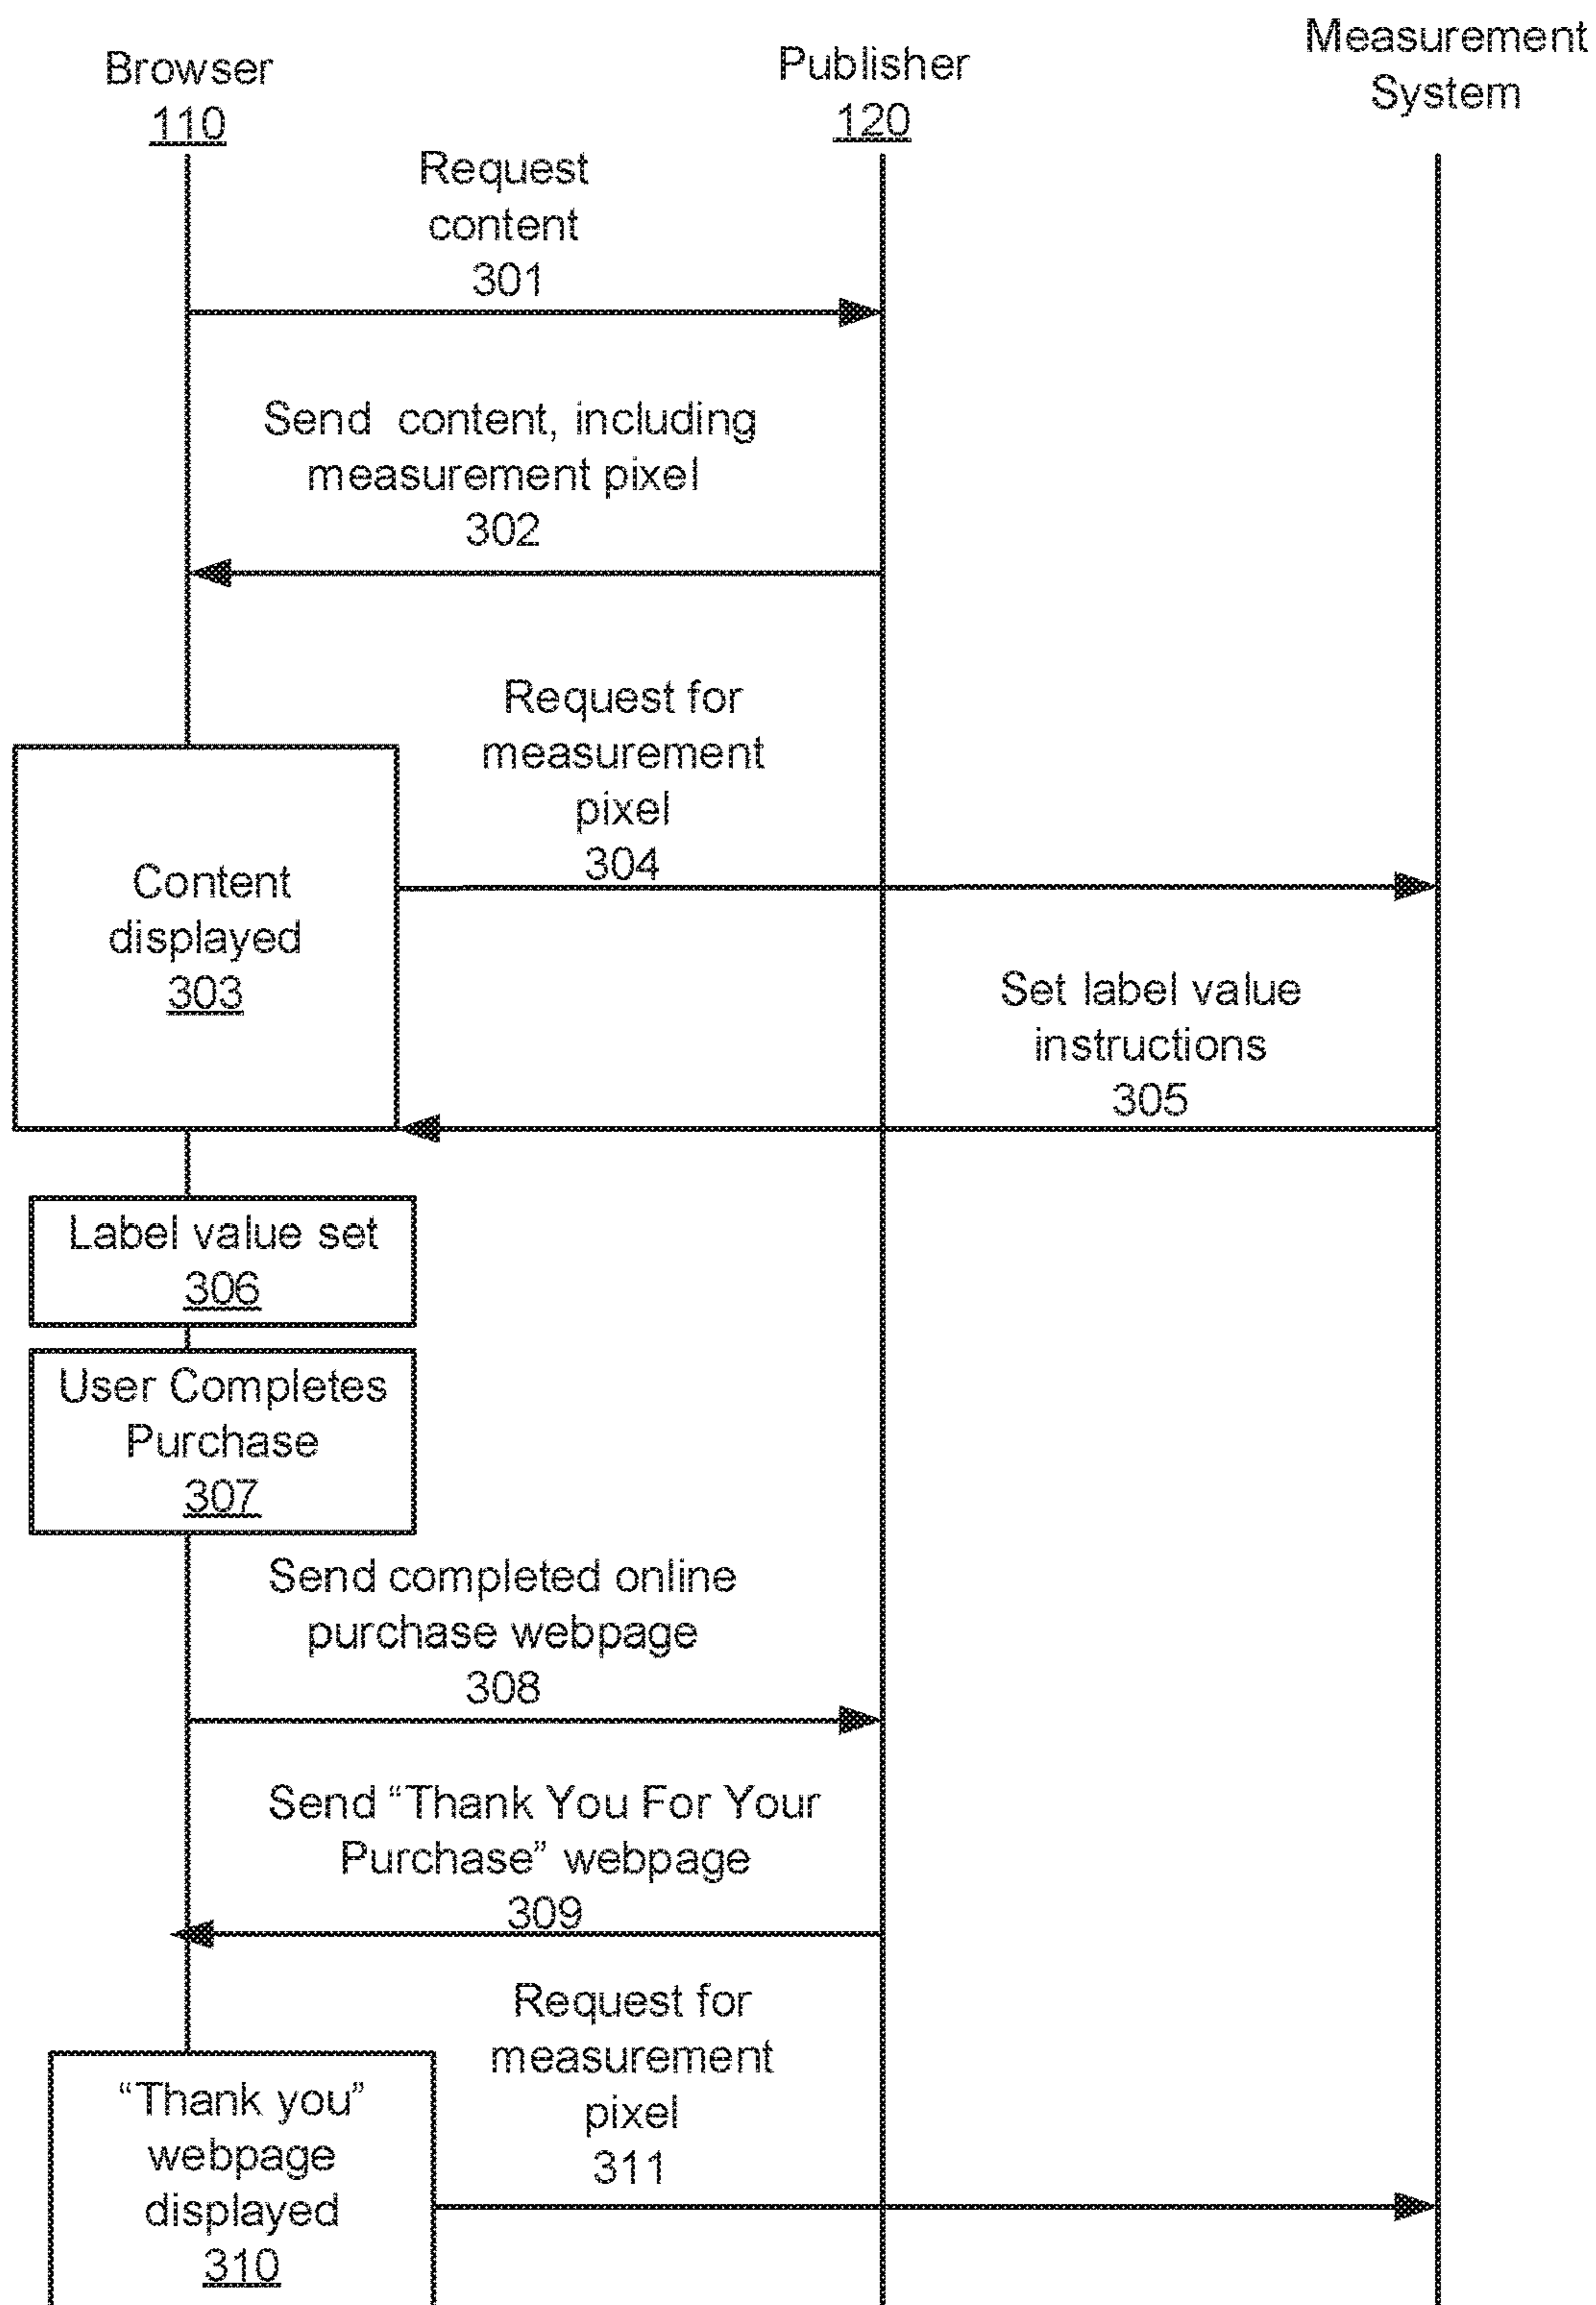 Browser
110
Publisher
120
Measurement
System
Request
content
301
Send content, including
measurement pixel
302
Request for
measurement
pixel
304
Content
displayed
303
Set label value
instructions
305
Label value set
306
User Completes
Purchase
307
Send completed online
purchase webpage
308
Send “Thank You For Your
Purchase” webpage
309
Request for
measurement
pixel
311
“Thank you”
webpage
displayed
310